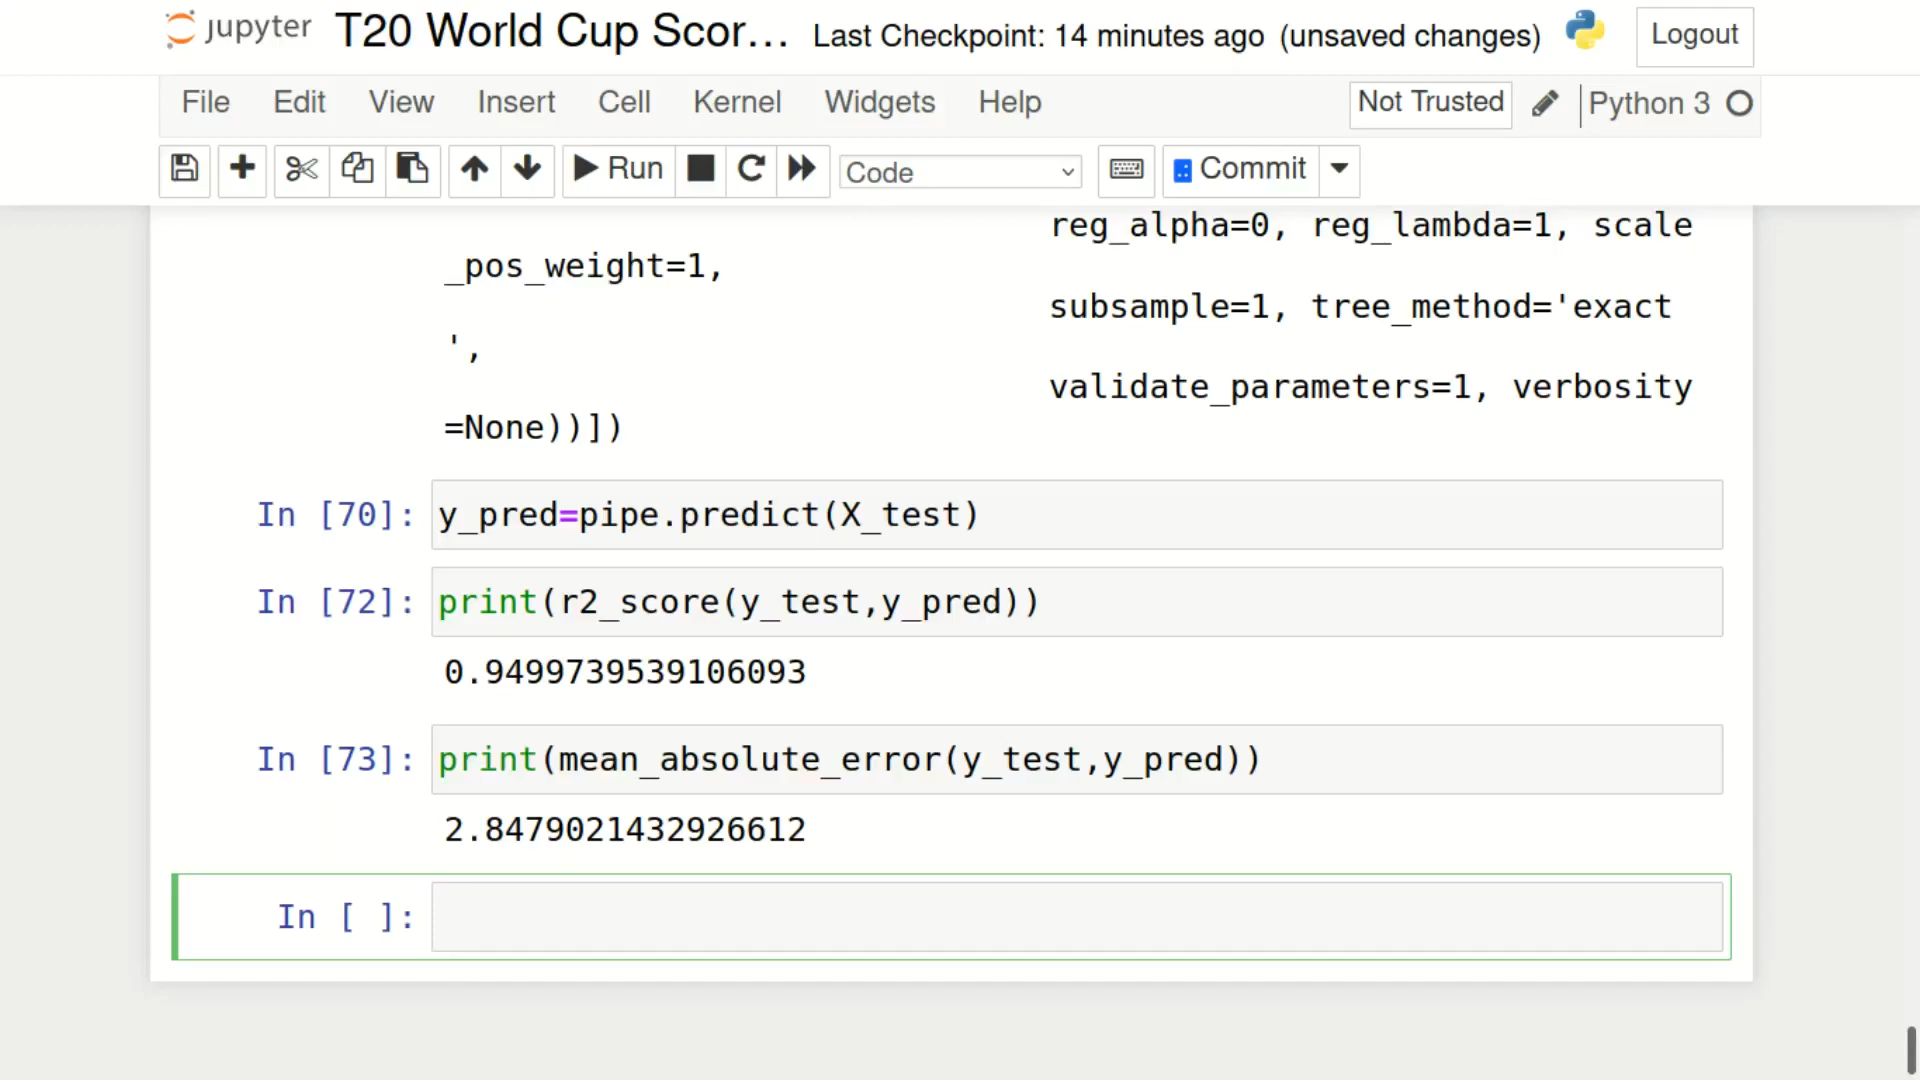 jupyter T20 World Cup Scor... Last Checkpoint: 14 minutes ago (unsaved changes) Logout
File Edit View Insert Cell Kernel Widgets Help Not Trusted Python 3
Run Code Commit
reg_alpha=0, reg_lambda=1, scale
_pos_weight=1,
subsample=1, tree_method='exact
',
validate_parameters=1, verbosity
=None))])
In [70]: y_pred=pipe.predict(X_test)
In [72]: print(r2_score(y_test,y_pred))
0.9499739539106093
In [73]: print(mean_absolute_error(y_test,y_pred))
2.8479021432926612
In [ ]: